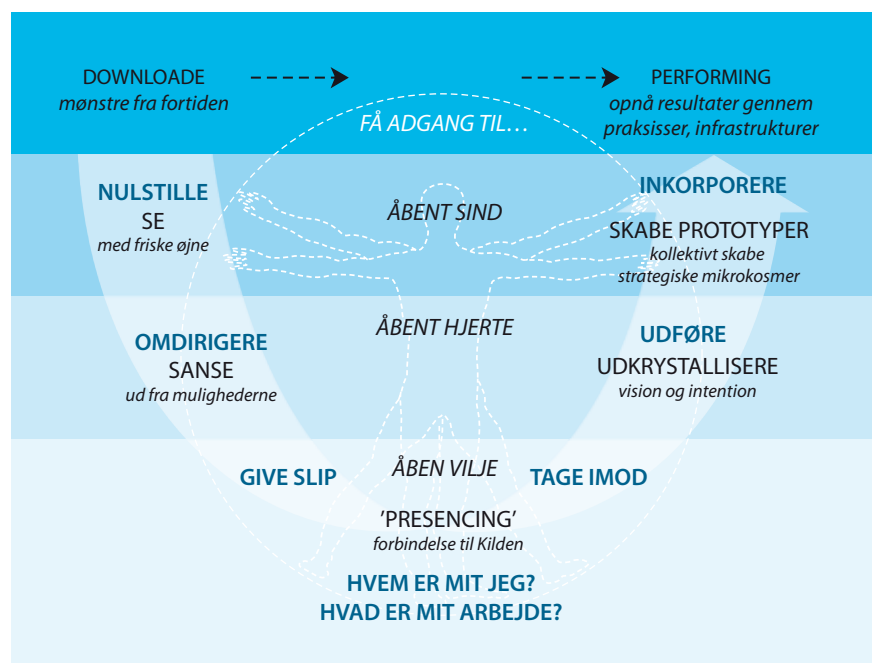 DOWNLOADE
mønstre fra fortiden
PERFORMING
opnå resultater gennem
praksisser, infrastrukturer
FÅ ADGANG TIL…
NULSTILLE
SE
med friske øjne
ÅBENT SIND
INKORPORERE
SKABE PROTOTYPER
kollektivt skabe
strategiske mikrokosmer
OMDIRIGERE
SANSE
ud fra mulighederne
ÅBENT HJERTE
UDFØRE
UDKRYSTALLISERE
vision og intention
GIVE SLIP
ÅBEN VILJE
TAGE IMOD
’PRESENCING’
forbindelse til Kilden
HVEM ER MIT JEG?
HVAD ER MIT ARBEJDE?